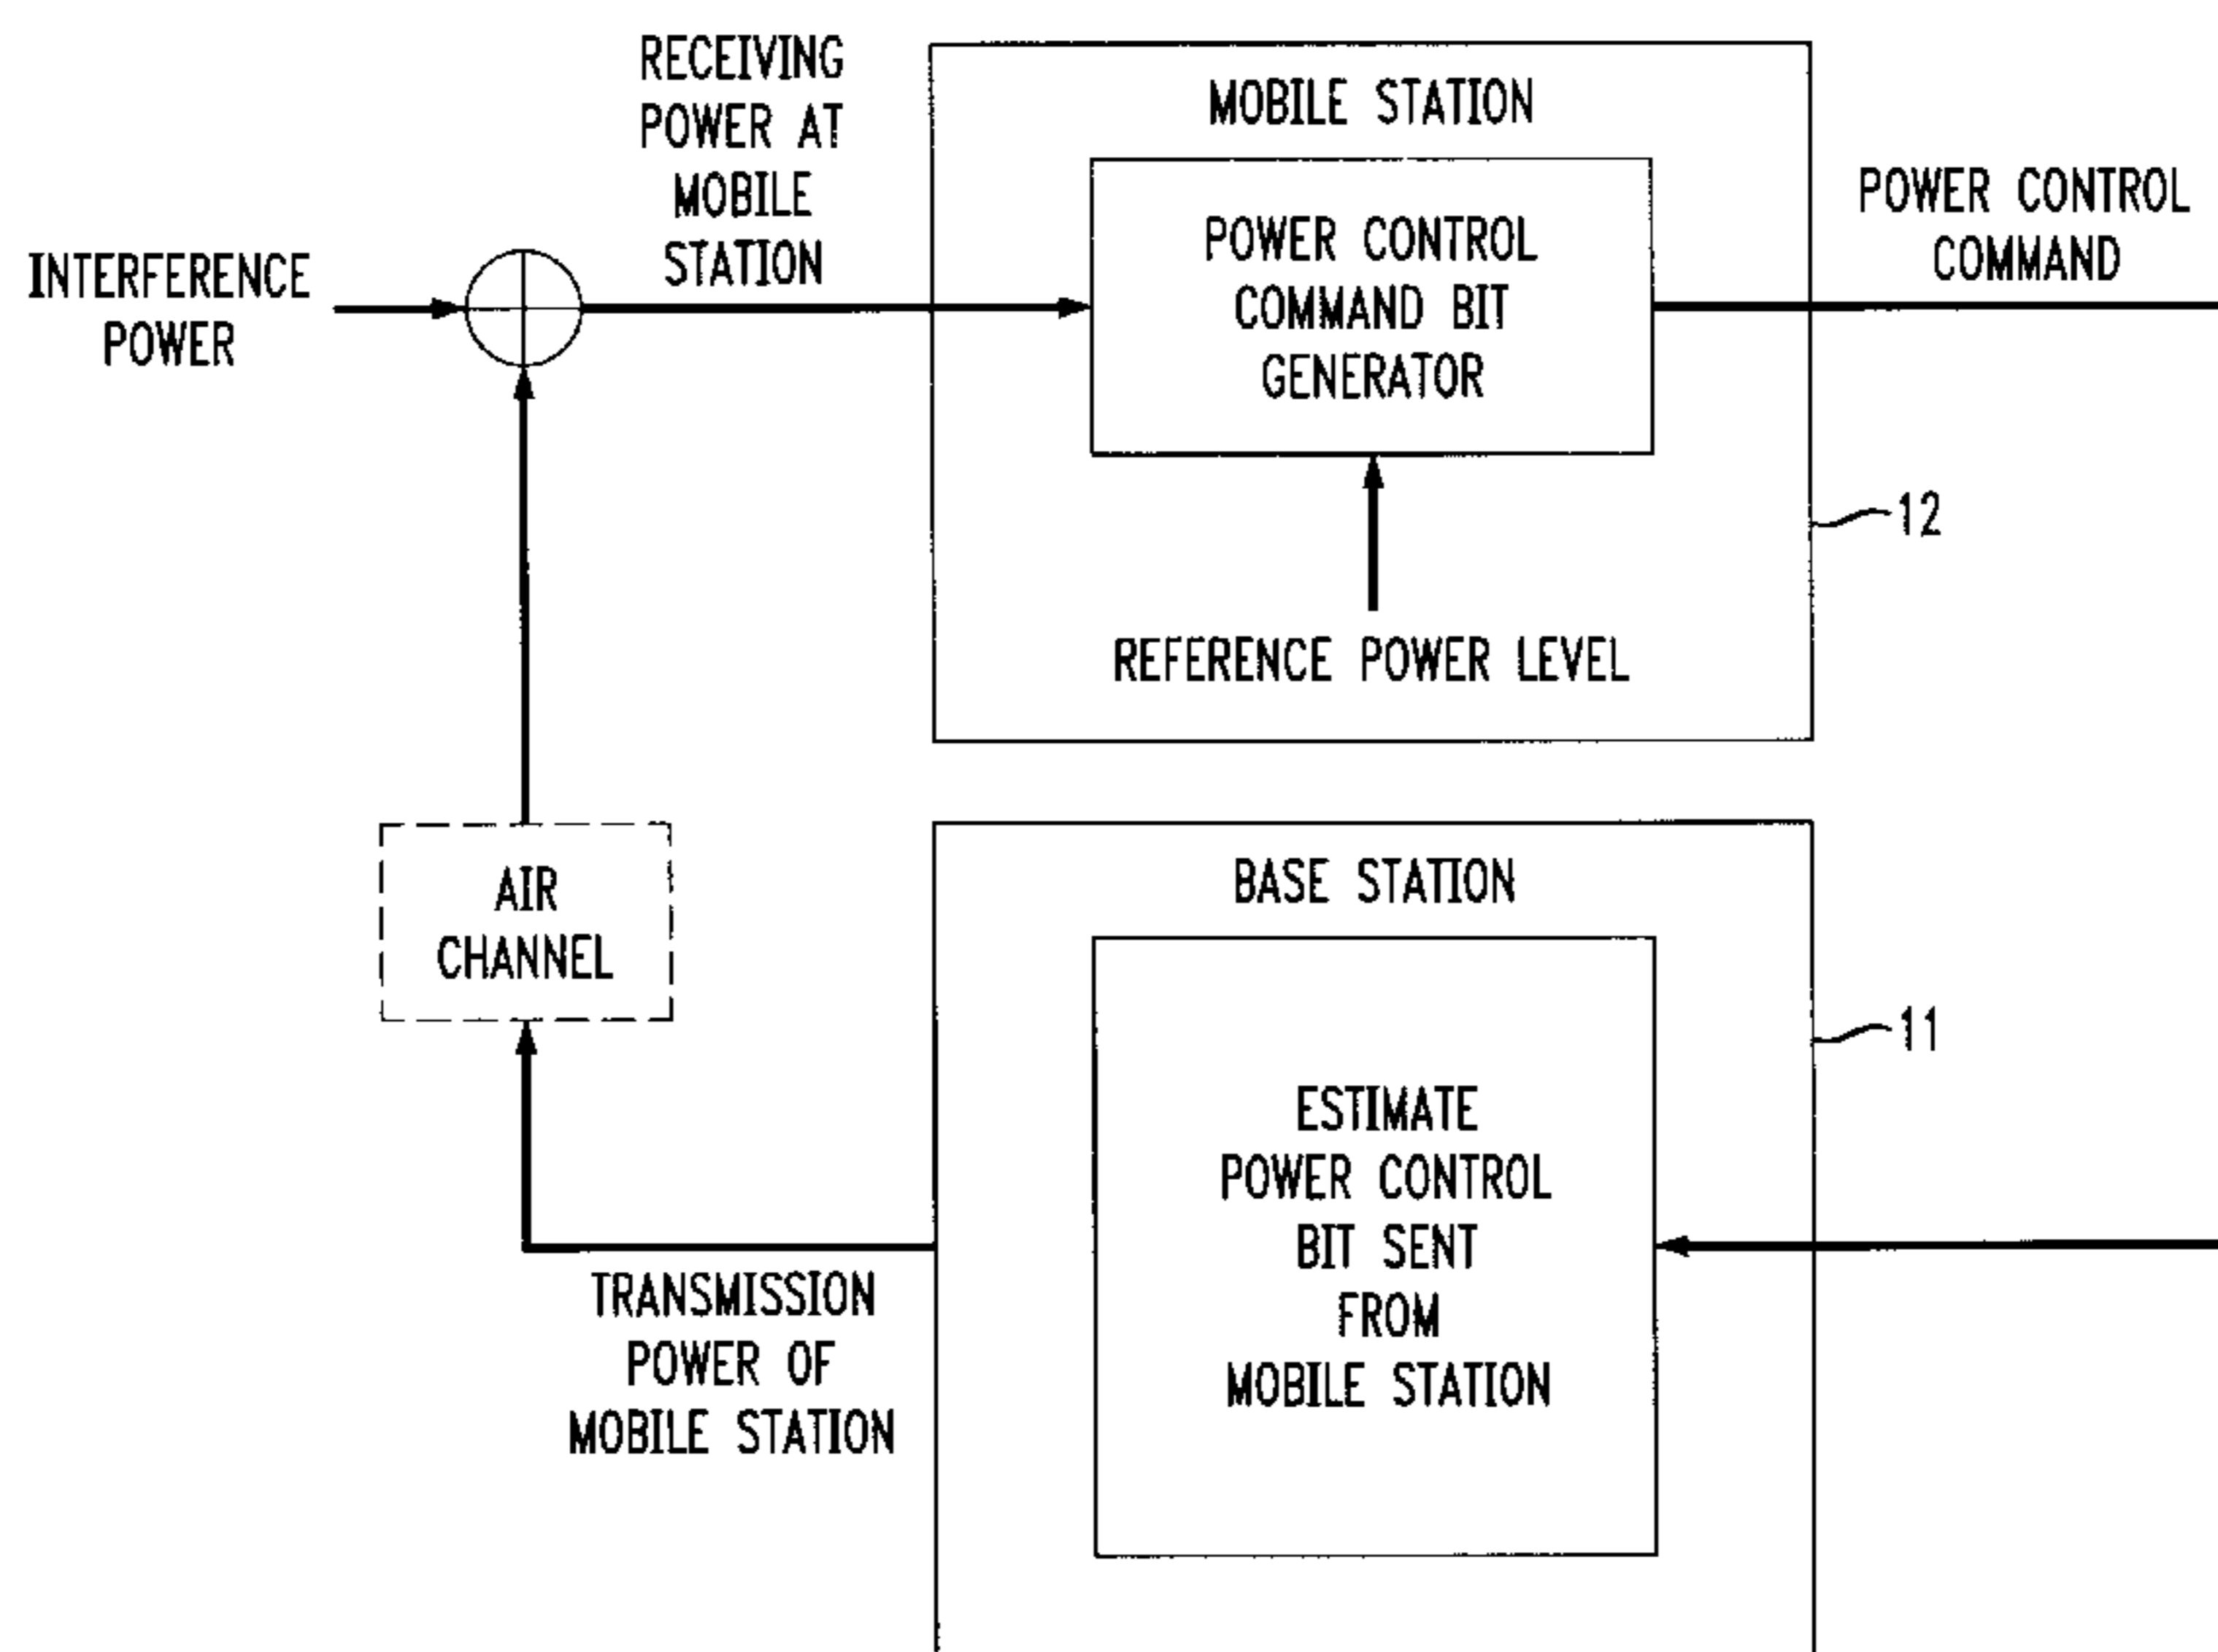 RECEIVING
POWER AT
MOBILE
STATION
INTERFERENCE
POWER
MOBILE STATION
POWER CONTROL
COMMAND BIT
GENERATOR
REFERENCE POWER LEVEL
POWER CONTROL
COMMAND
12
AIR
CHANNEL
BASE STATION
ESTIMATE
POWER CONTROL
BIT SENT
FROM
MOBILE STATION
11
TRANSMISSION
POWER OF
MOBILE STATION